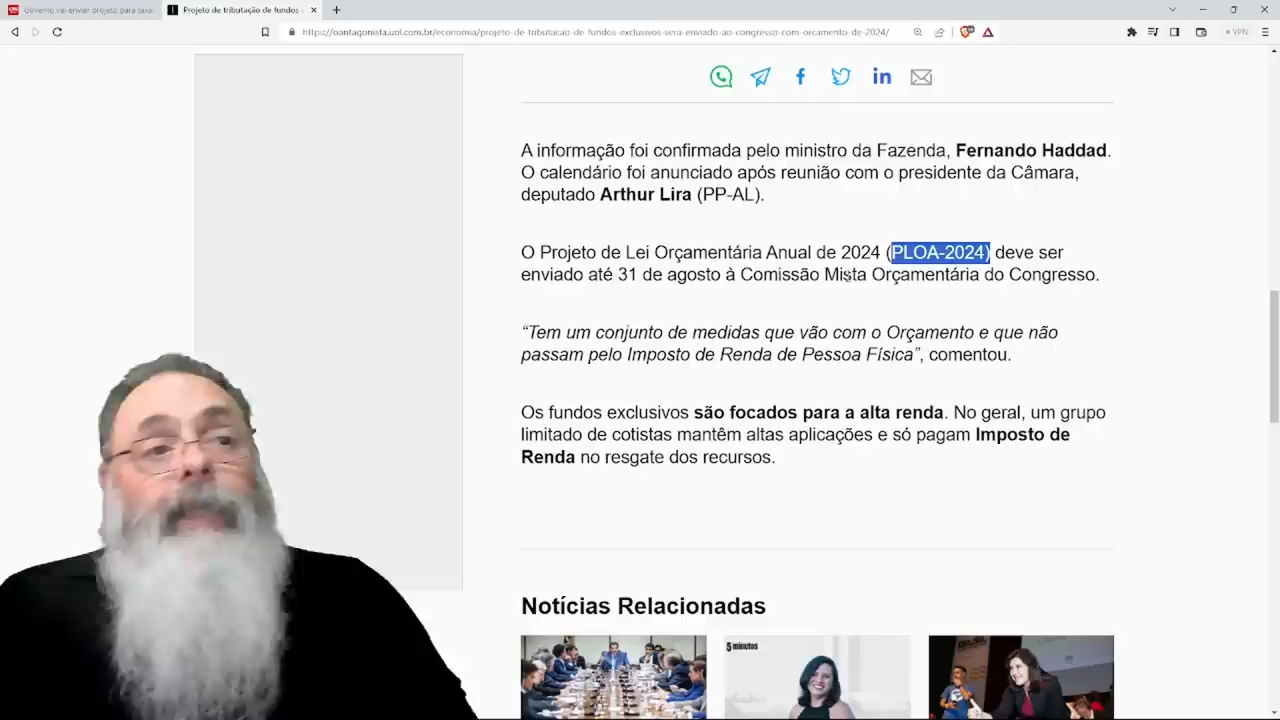 Governo vai enviar projeto para taxar
Projeto de tributação de fundos e
https://oantagonista.uol.com.br/economia/projeto-de-tributacao-de-fundos-exclusivos-sera-enviado-ao-congresso-com-orcamento-de-2024/
VPN
A informação foi confirmada pelo ministro da Fazenda, Fernando Haddad.
O calendário foi anunciado após reunião com o presidente da Câmara,
deputado Arthur Lira (PP-AL).
O Projeto de Lei Orçamentária Anual de 2024 (PLOA-2024) deve ser
enviado até 31 de agosto à Comissão Mista Orçamentária do Congresso.
“Tem um conjunto de medidas que vão com o Orçamento e que não
passam pelo Imposto de Renda de Pessoa Física”, comentou.
Os fundos exclusivos são focados para a alta renda. No geral, um grupo
limitado de cotistas mantêm altas aplicações e só pagam Imposto de
Renda no resgate dos recursos.
Notícias Relacionadas
5 minutos